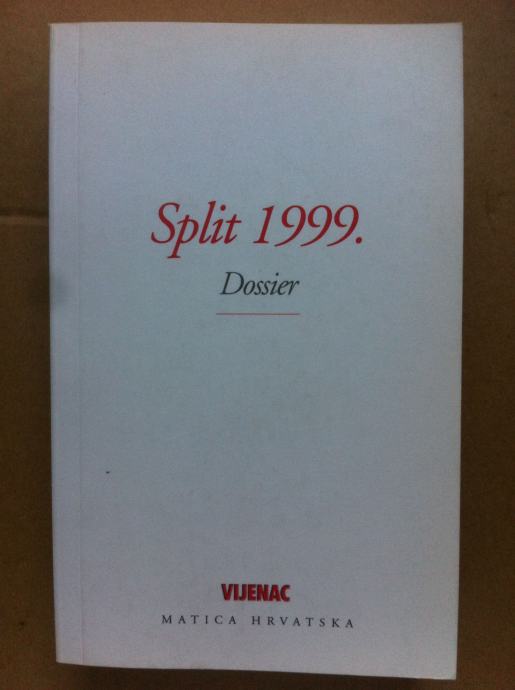 Split 1999.
Dossier
VIJENAC
MATICA HRVATSKA